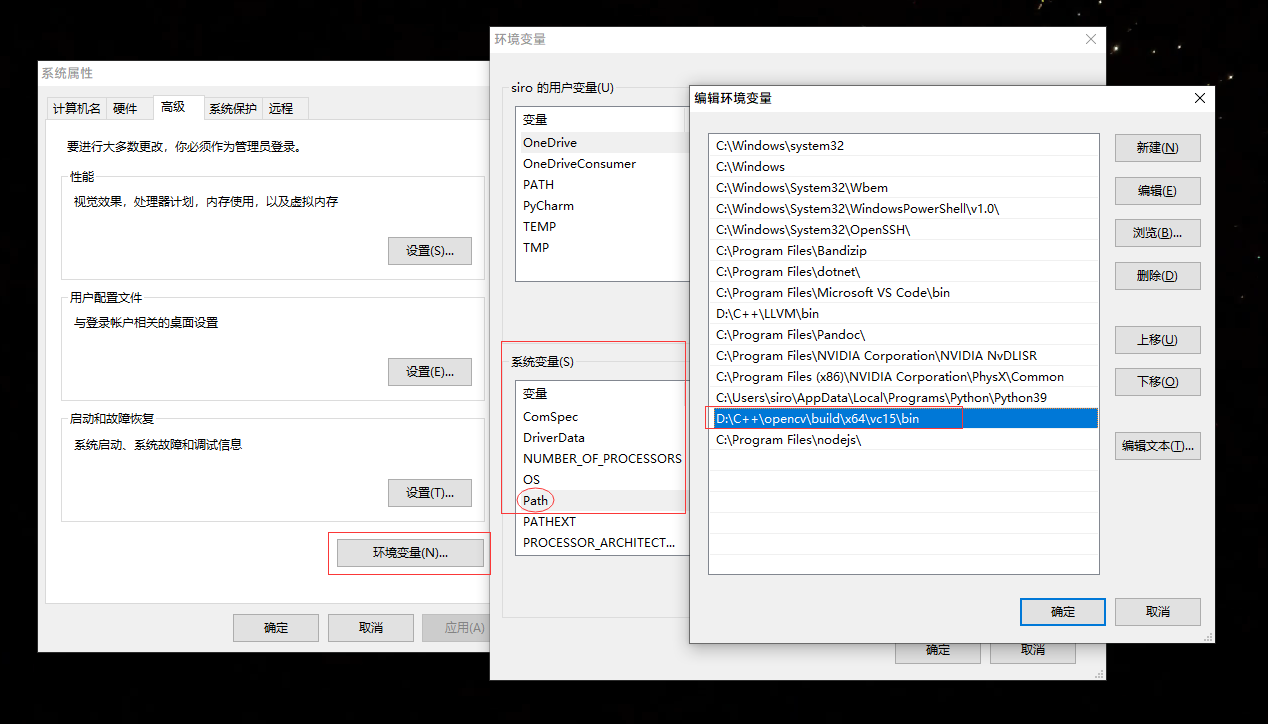 系统属性
计算机名
硬件
高级
系统保护
远程
要进行大多数更改，你必须作为管理员登录。
性能
视觉效果，处理器计划，内存使用，以及虚拟内存
设置(S)...
用户配置文件
与登录帐户相关的桌面设置
设置(E)...
启动和故障恢复
系统启动、系统故障和调试信息
设置(T)...
环境变量(N)...
确定
取消
应用(A)
环境变量
siro 的用户变量(U)
变量
OneDrive
OneDriveConsumer
PATH
PyCharm
TEMP
TMP
系统变量(S)
变量
ComSpec
DriverData
NUMBER_OF_PROCESSORS
OS
Path
PATHEXT
PROCESSOR_ARCHITECT...
确定
取消
编辑环境变量
C:\Windows\system32
C:\Windows
C:\Windows\System32\Wbem
C:\Windows\System32\WindowsPowerShell\v1.0\
C:\Windows\System32\OpenSSH\
C:\Program Files\Bandizip
C:\Program Files\dotnet\
C:\Program Files\Microsoft VS Code\bin
D:\C++\LLVM\bin
C:\Program Files\Pandoc\
C:\Program Files\NVIDIA Corporation\NVIDIA NvDLISR
C:\Program Files (x86)\NVIDIA Corporation\PhysX\Common
C:\Users\siro\AppData\Local\Programs\Python\Python39
D:\C++\opencv\build\x64\vc15\bin
C:\Program Files\nodejs\
新建(N)
编辑(E)
浏览(B)...
删除(D)
上移(U)
下移(O)
编辑文本(T)...
确定
取消